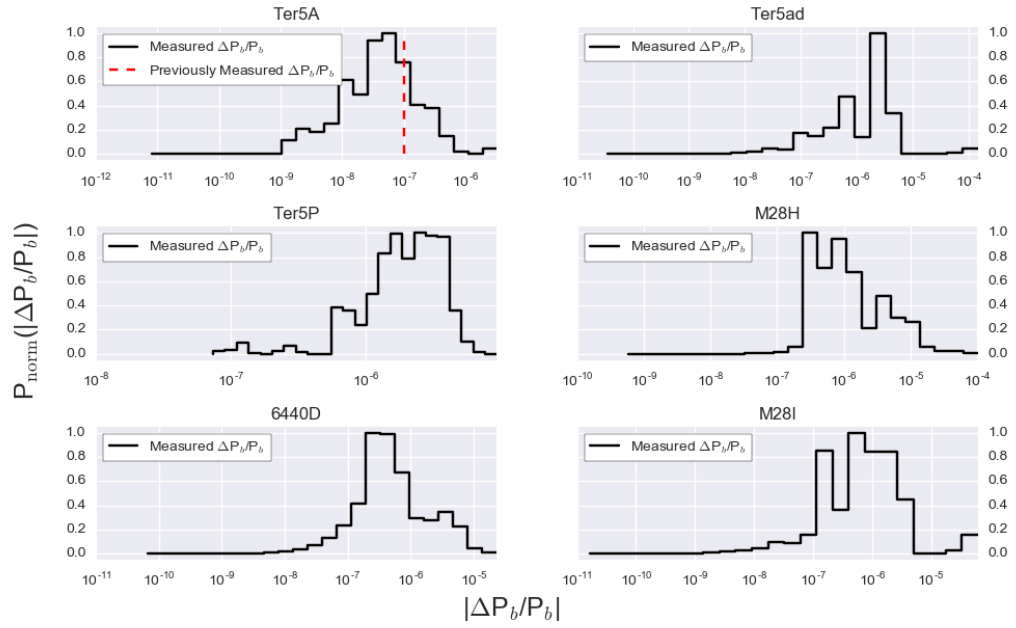 Ter5A
Ter5ad
1.0 0.8 0.6 0.4 0.2 0.0
Measured ΔP_b/P_b
Previously Measured ΔP_b/P_b
10^-12 10^-11 10^-10 10^-9 10^-8 10^-7 10^-6
Measured ΔP_b/P_b
1.0 0.8 0.6 0.4 0.2 0.0
10^-11 10^-10 10^-9 10^-8 10^-7 10^-6 10^-5 10^-4
Ter5P
M28H
1.0 0.8 0.6 0.4 0.2 0.0
Measured ΔP_b/P_b
10^-8 10^-7 10^-6
Measured ΔP_b/P_b
1.0 0.8 0.6 0.4 0.2 0.0
10^-10 10^-9 10^-8 10^-7 10^-6 10^-5 10^-4
6440D
M28I
1.0 0.8 0.6 0.4 0.2 0.0
Measured ΔP_b/P_b
10^-11 10^-10 10^-9 10^-8 10^-7 10^-6 10^-5
Measured ΔP_b/P_b
1.0 0.8 0.6 0.4 0.2 0.0
10^-11 10^-10 10^-9 10^-8 10^-7 10^-6 10^-5
P_norm(|ΔP_b/P_b|)
|ΔP_b/P_b|